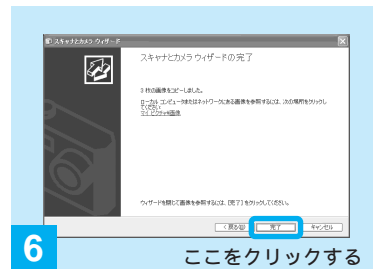 スキャナとカメラ ウィザード
スキャナとカメラ ウィザードの完了
3 枚の画像をコピーしました。
ローカル コンピュータまたはネットワークにある画像を参照するには、次の場所をクリックし
てください:
マイ ピクチャ¥画像
ウィザードを閉じて画像を参照するには、[完了] をクリックしてください。
< 戻る(B)
完了
キャンセル
6
ここをクリックする